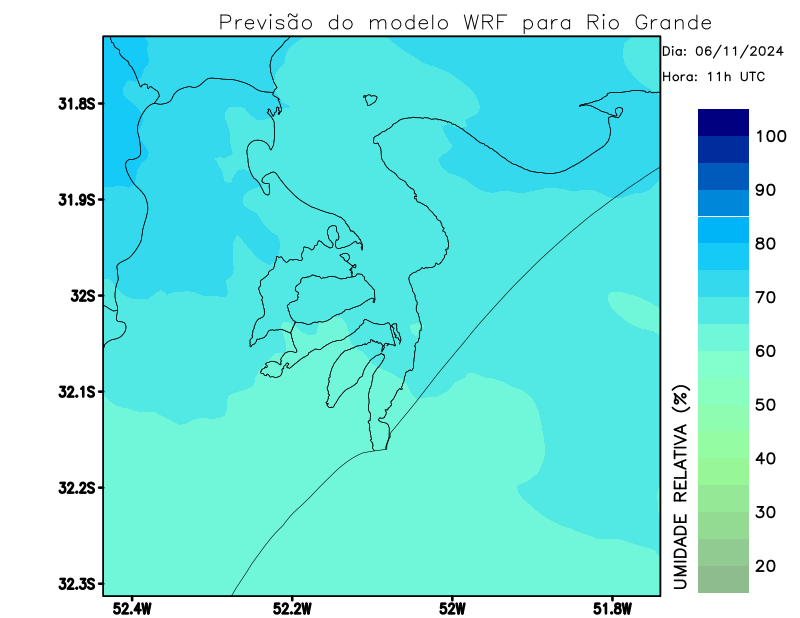 Previsão do modelo WRF para Rio Grande
Dia: 06/11/2024
Hora: 11h UTC
31.8S
31.9S
32S
32.1S
32.2S
32.3S
52.4W
52.2W
52W
51.8W
100
90
80
70
60
50
40
30
20
UMIDADE RELATIVA (%)